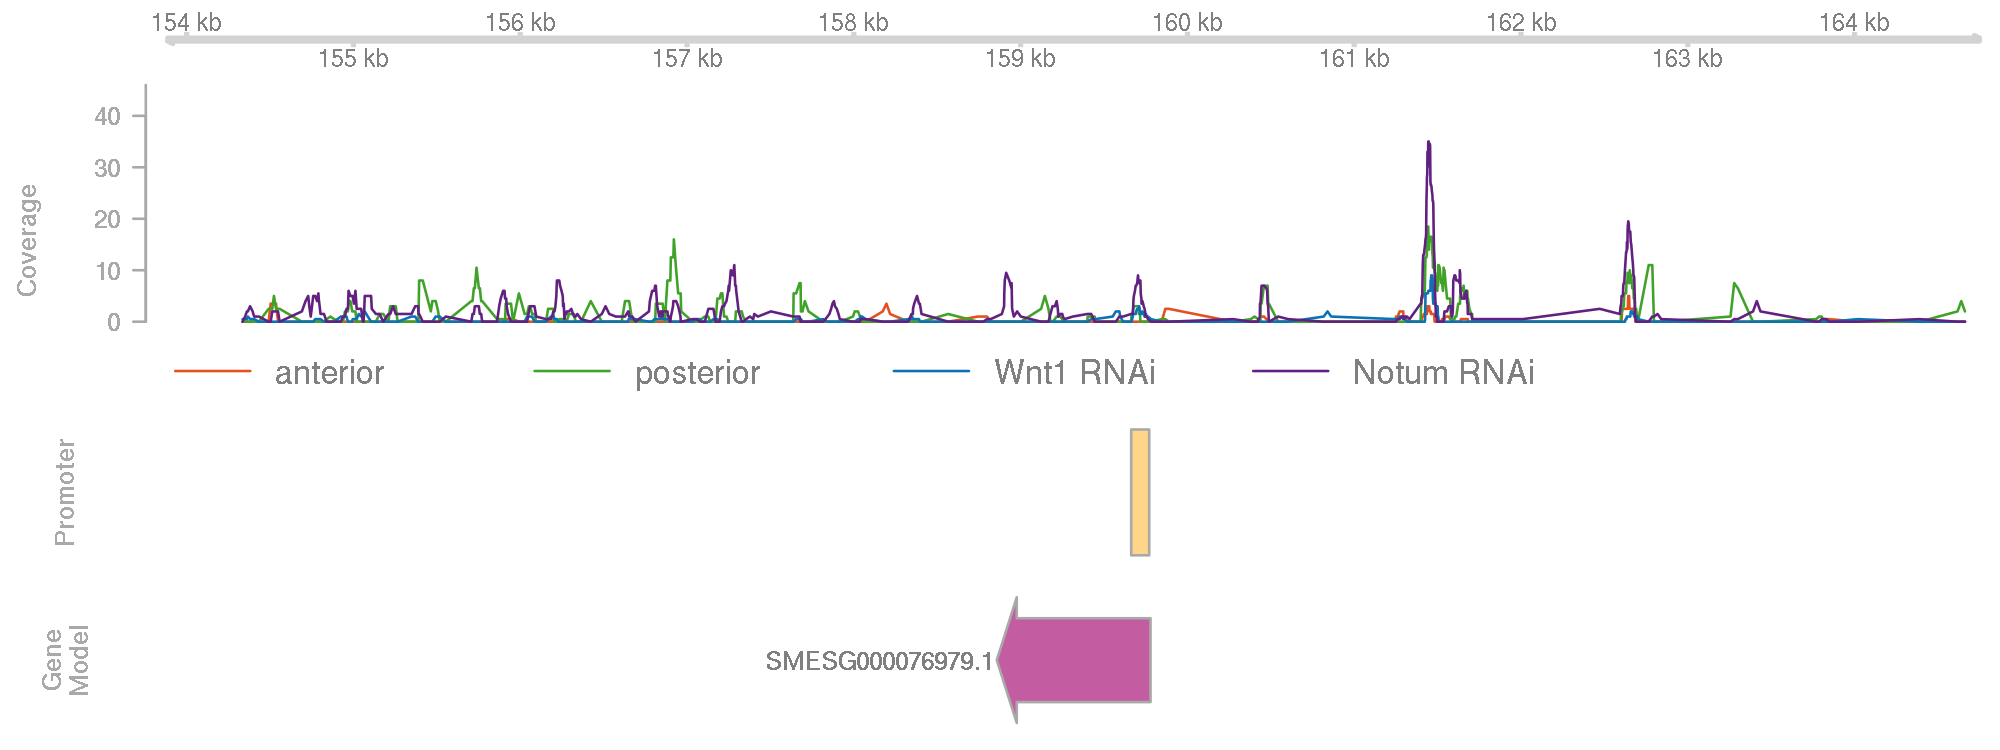 154 kb 156 kb 158 kb 160 kb 162 kb 164 kb
155 kb 157 kb 159 kb 161 kb 163 kb
40
30
20
10
0
Coverage
anterior posterior Wnt1 RNAi Notum RNAi
Promoter
Gene
Model
SMESG000076979.1